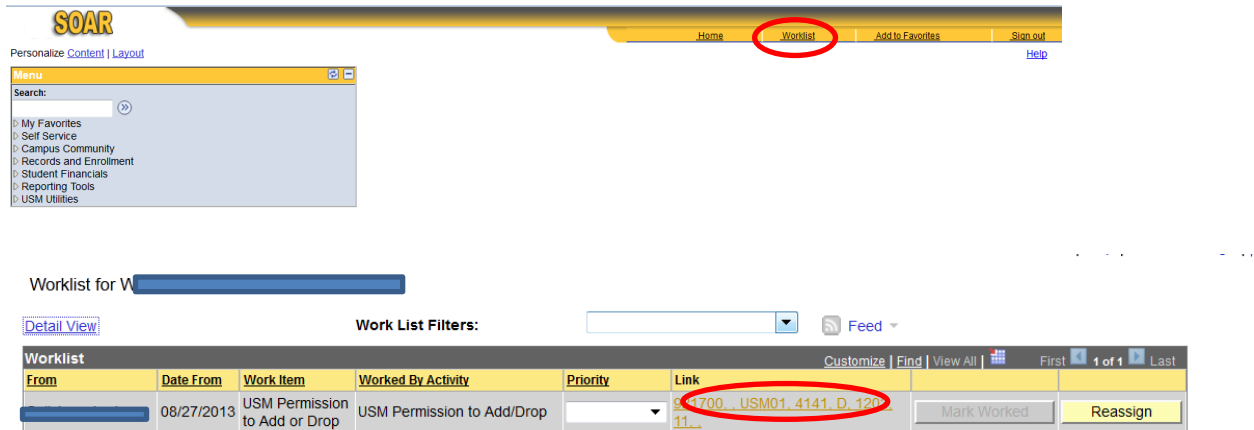 SOAR
Home Worklist Add to Favorites Sign out
Personalize Content | Layout
Help
Menu
Search:
My Favorites
Self Service
Campus Community
Records and Enrollment
Student Financials
Reporting Tools
USM Utilities
Worklist for W
Detail View Work List Filters: Feed
Worklist Customize | Find | View All | First 1 of 1 Last
From Date From Work Item Worked By Activity Priority Link
08/27/2013 USM Permission to Add or Drop USM Permission to Add/Drop USM01, 4141, D, Mark Worked Reassign
11, ,